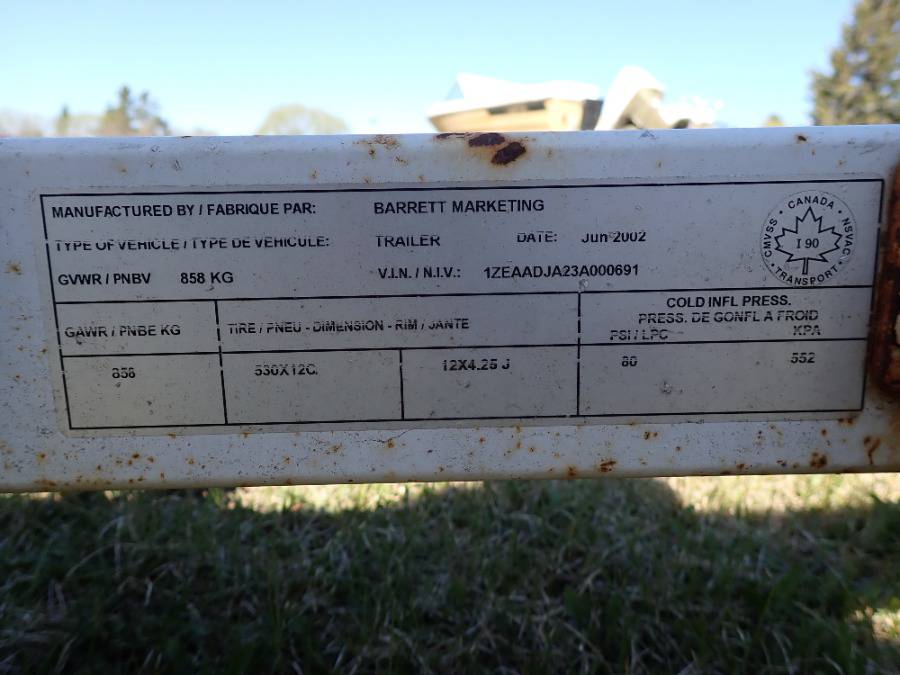 MANUFACTURED BY / FABRIQUE PAR: BARRETT MARKETING
TYPE OF VEHICLE / TYPE DE VEHICULE: TRAILER DATE: Jun 2002
GVWR / PNBV 858 KG V.I.N. / N.I.V.: 1ZEAADJA23A000691
CMVSS · CANADA · NSVAC · TRANSPORT ·
I 90
GAWR / PNBE KG TIRE / PNEU - DIMENSION - RIM / JANTE COLD INFL PRESS.
PRESS. DE GONFL A FROID
PSI / LPC KPA
858 530X12C 12X4.25 J 80 552